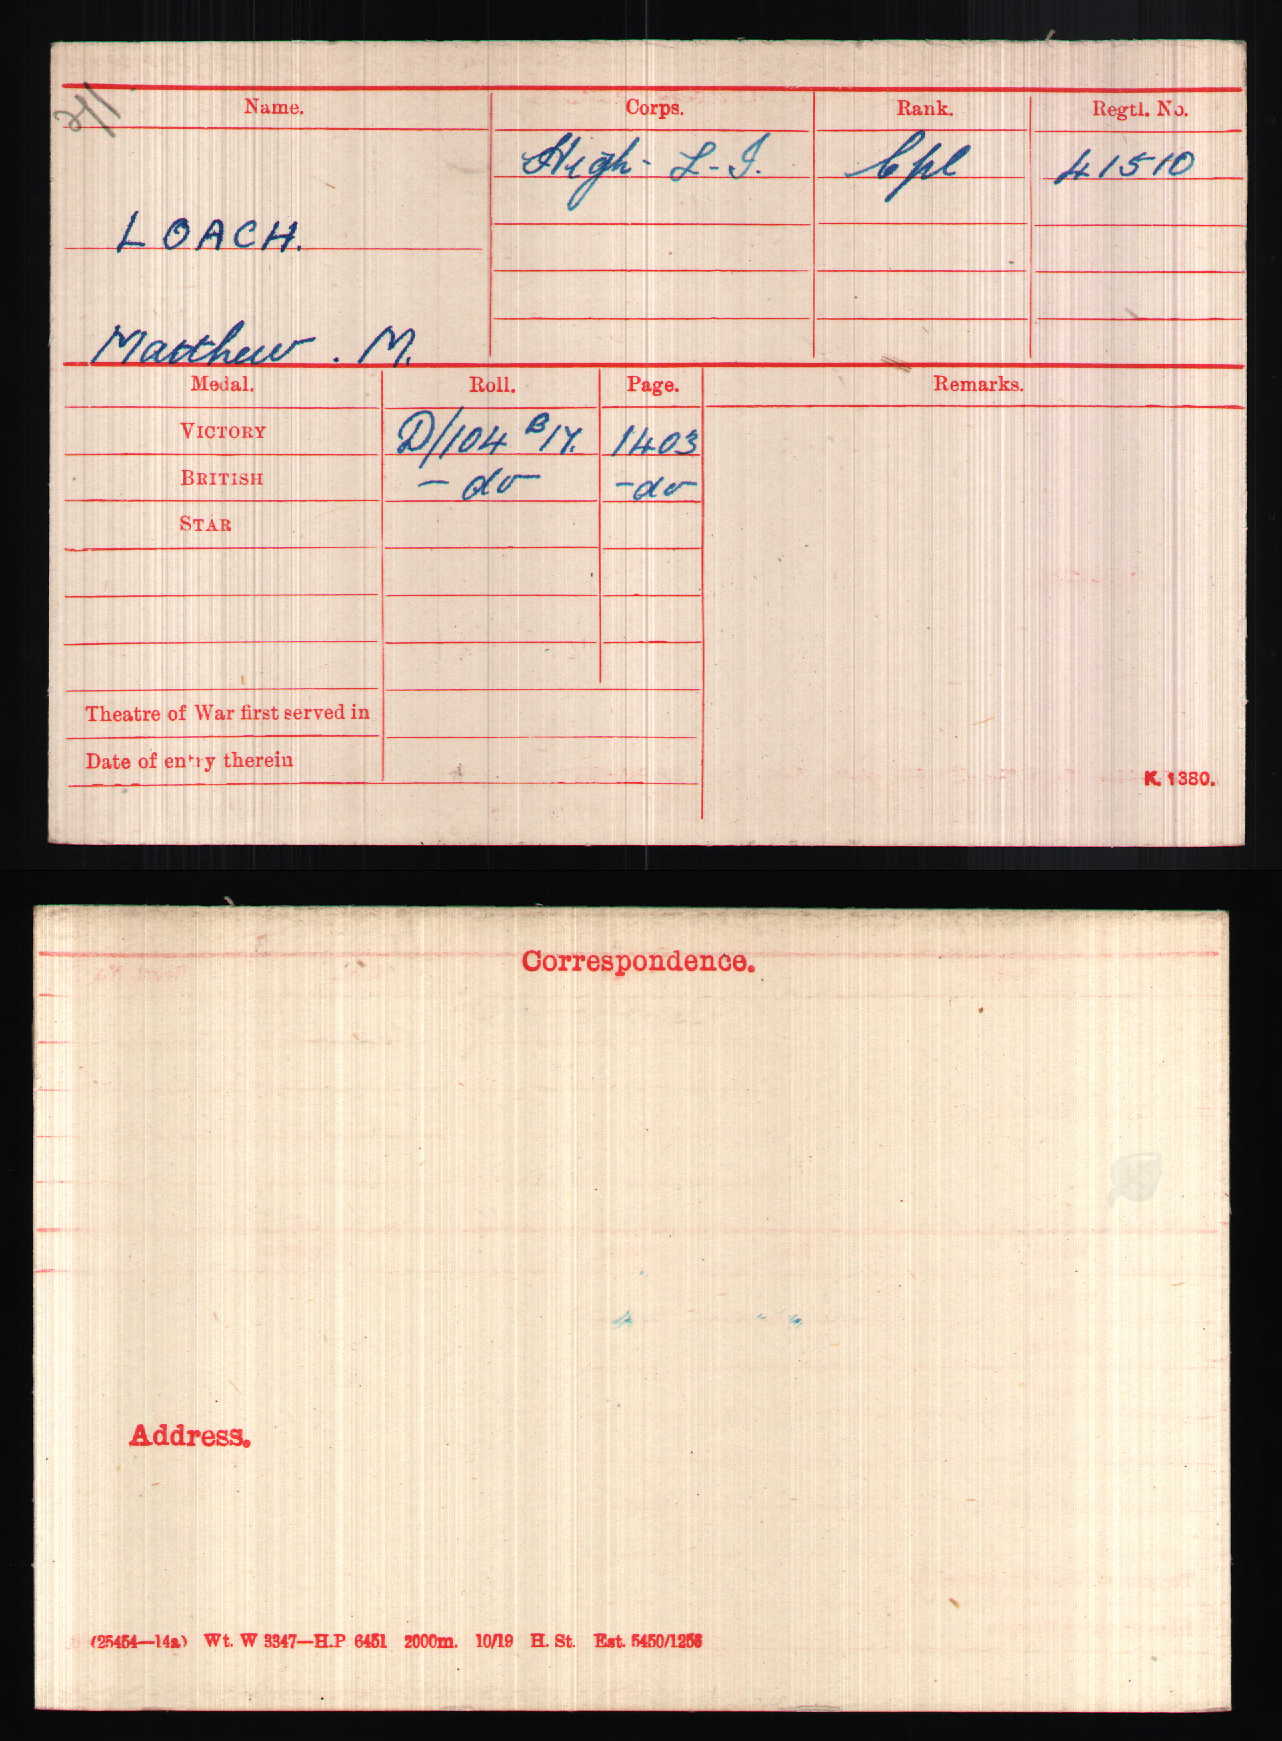 Name. Corps. Rank. Regtl. No.
High- L-I. Cpl 41510
LOACH.
Matthew. M.
Medal. Roll. Page. Remarks.
VICTORY D/104 B 17. 1403
BRITISH - do - - do -
STAR
Theatre of War first served in
Date of entry therein
K. 1380.
Correspondence.
Address.
(25454—14a) Wt. W 3347—H.P 6451 2000m. 10/19 H. St. Est. 5450/1256